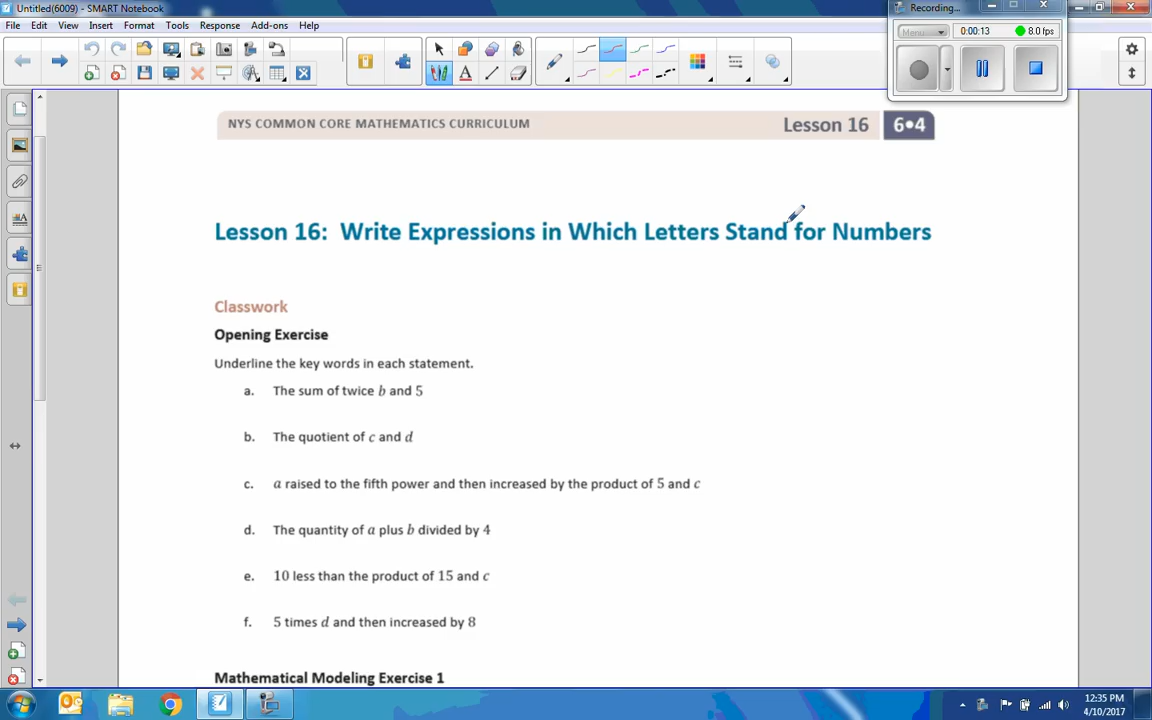 Untitled(6009) - SMART Notebook
File Edit View Insert Format Tools Response Add-ons Help
Recording...
Menu 0:00:13 8.0 fps
NYS COMMON CORE MATHEMATICS CURRICULUM Lesson 16 6•4
Lesson 16: Write Expressions in Which Letters Stand for Numbers
Classwork
Opening Exercise
Underline the key words in each statement.
a. The sum of twice b and 5
b. The quotient of c and d
c. a raised to the fifth power and then increased by the product of 5 and c
d. The quantity of a plus b divided by 4
e. 10 less than the product of 15 and c
f. 5 times d and then increased by 8
Mathematical Modeling Exercise 1
12:35 PM
4/10/2017